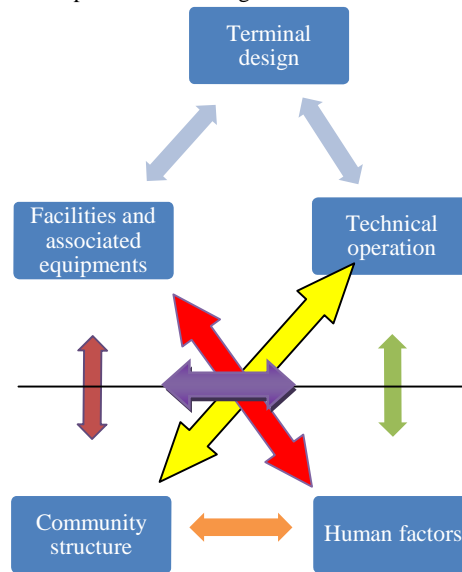 Terminal
design
Facilities and
associated
equipments
Technical
operation
Community
structure
Human factors